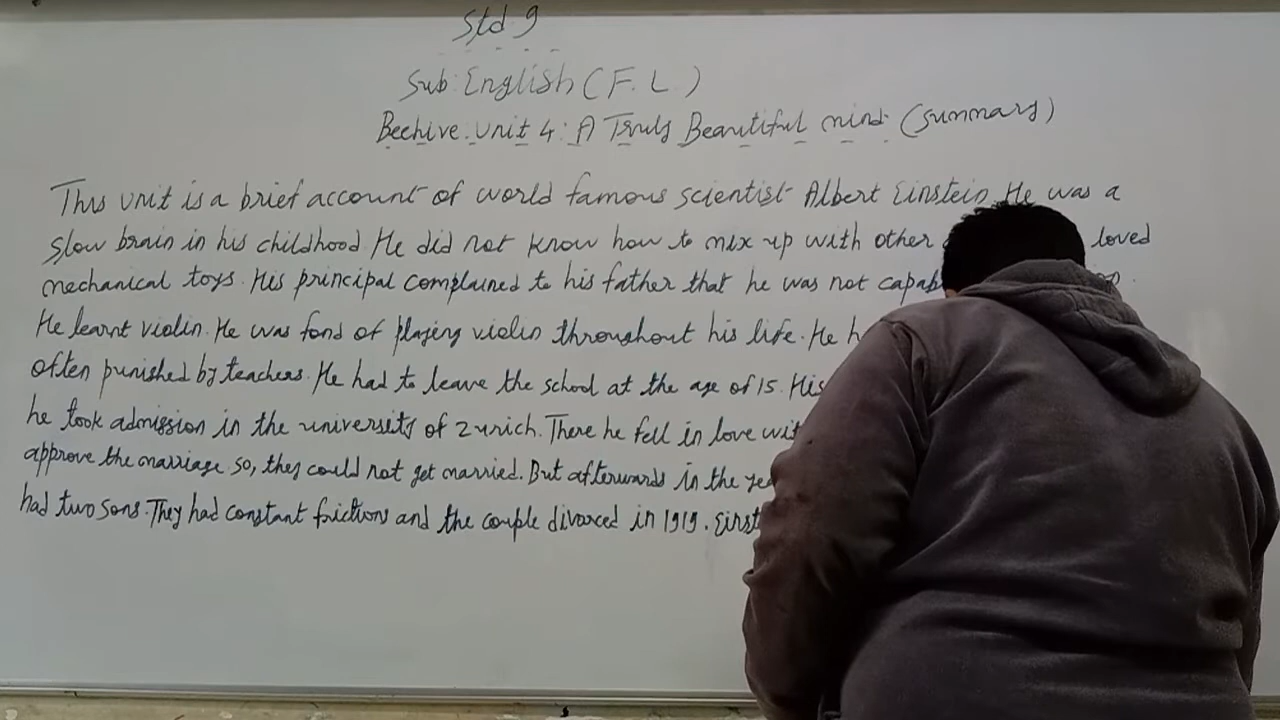 Std 9
Sub: English (F.L.)
Beehive. Unit 4: A Truly Beautiful mind (Summary)
This unit is a brief account of world famous scientist Albert Einstein. He was a
slow brain in his childhood. He did not know how to mix up with other loved
mechanical toys. His principal complained to his father that he was not
He learnt violin. He was fond of playing violin throughout his life. He
often punished by teachers. He had to leave the school at the age of 15. His
he took admission in the university of Zurich. There he fell in love
approve the marriage so, they could not get married. But afterwards in the
had two sons. They had constant frictions and the couple divorced in 1919.